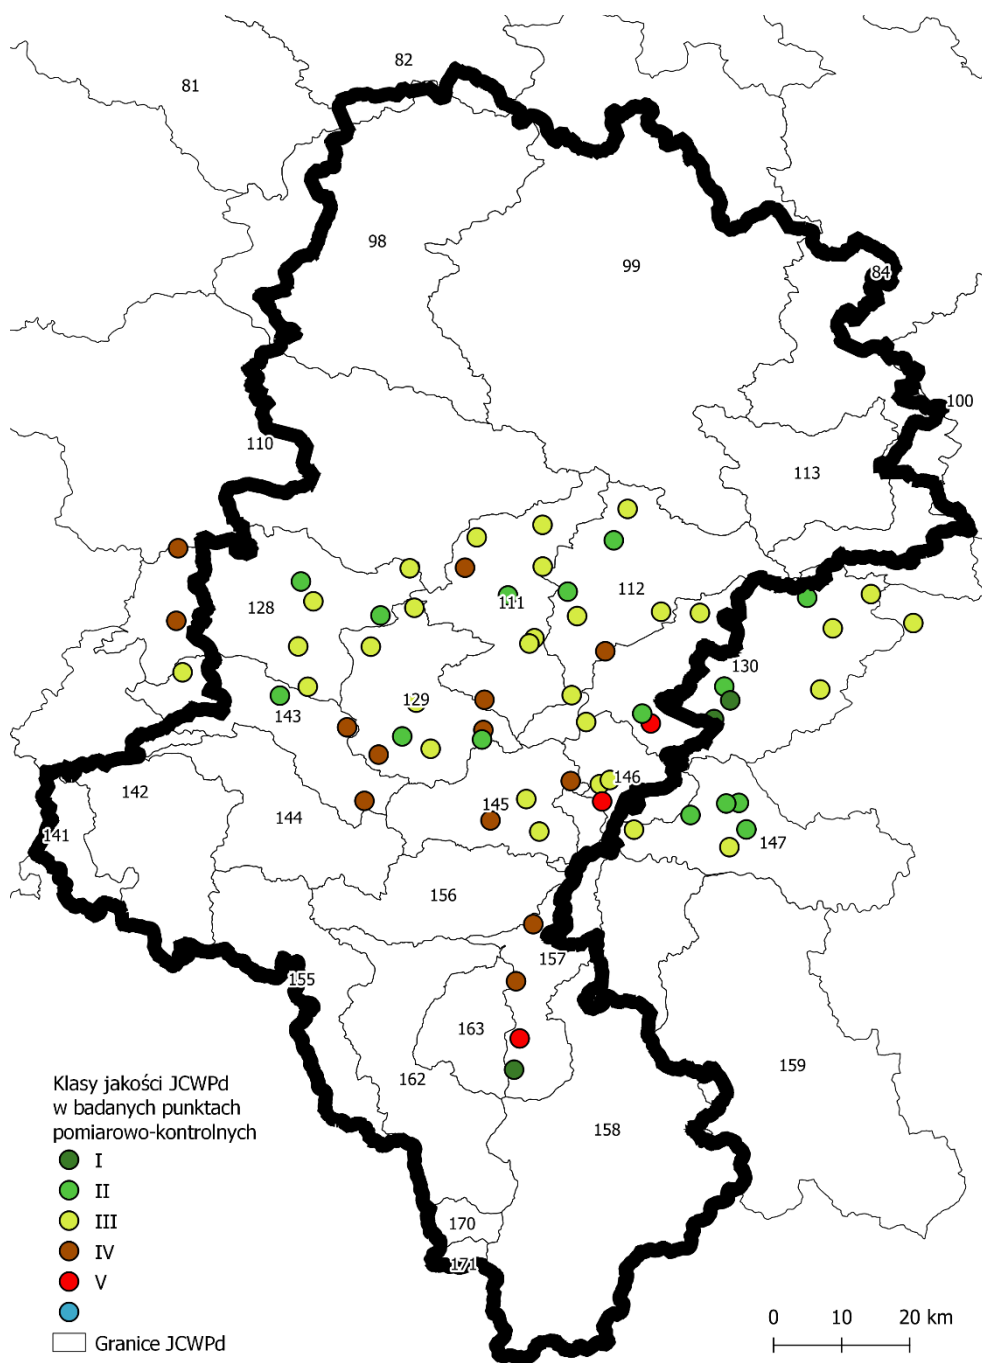 82
81
98
99
84
100
110
113
128
111
112
130
129
143
146
142
144
145
141
147
156
157
155
163
159
162
158
170
171
Klasy jakości JCWPd
w badanych punktach
pomiarowo-kontrolnych
I
II
III
IV
V
Granice JCWPd
0 10 20 km